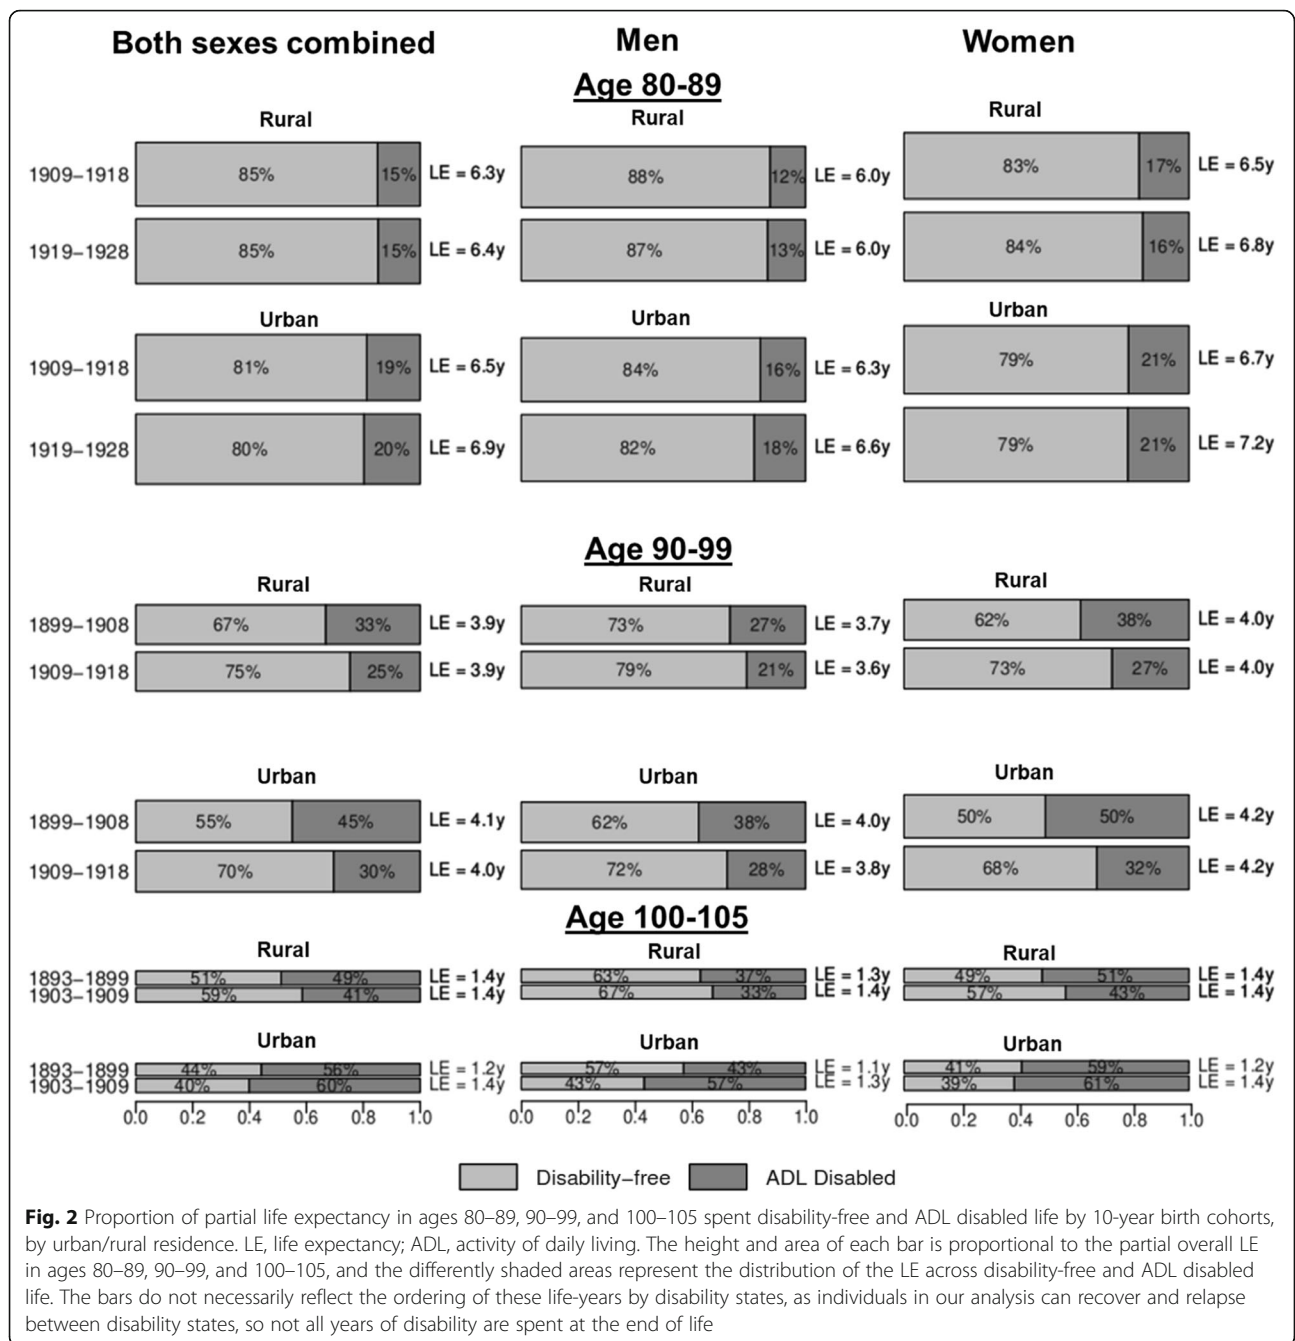 Both sexes combined Men Women
Age 80-89
Rural Rural Rural
1909–1918 85% 15% LE = 6.3y 88% 12% LE = 6.0y 83% 17% LE = 6.5y
1919–1928 85% 15% LE = 6.4y 87% 13% LE = 6.0y 84% 16% LE = 6.8y
Urban Urban Urban
1909–1918 81% 19% LE = 6.5y 84% 16% LE = 6.3y 79% 21% LE = 6.7y
1919–1928 80% 20% LE = 6.9y 82% 18% LE = 6.6y 79% 21% LE = 7.2y
Age 90-99
Rural Rural Rural
1899–1908 67% 33% LE = 3.9y 73% 27% LE = 3.7y 62% 38% LE = 4.0y
1909–1918 75% 25% LE = 3.9y 79% 21% LE = 3.6y 73% 27% LE = 4.0y
Urban Urban Urban
1899–1908 55% 45% LE = 4.1y 62% 38% LE = 4.0y 50% 50% LE = 4.2y
1909–1918 70% 30% LE = 4.0y 72% 28% LE = 3.8y 68% 32% LE = 4.2y
Age 100-105
Rural Rural Rural
1893–1899 51% 49% LE = 1.4y 63% 37% LE = 1.3y 49% 51% LE = 1.4y
1903–1909 59% 41% LE = 1.4y 67% 33% LE = 1.4y 57% 43% LE = 1.4y
Urban Urban Urban
1893–1899 44% 56% LE = 1.2y 57% 43% LE = 1.1y 41% 59% LE = 1.2y
1903–1909 40% 60% LE = 1.4y 43% 57% LE = 1.3y 39% 61% LE = 1.4y
0.0 0.2 0.4 0.6 0.8 1.0 0.0 0.2 0.4 0.6 0.8 1.0 0.0 0.2 0.4 0.6 0.8 1.0
Disability–free ADL Disabled
Fig. 2 Proportion of partial life expectancy in ages 80–89, 90–99, and 100–105 spent disability-free and ADL disabled life by 10-year birth cohorts,
by urban/rural residence. LE, life expectancy; ADL, activity of daily living. The height and area of each bar is proportional to the partial overall LE
in ages 80–89, 90–99, and 100–105, and the differently shaded areas represent the distribution of the LE across disability-free and ADL disabled
life. The bars do not necessarily reflect the ordering of these life-years by disability states, as individuals in our analysis can recover and relapse
between disability states, so not all years of disability are spent at the end of life